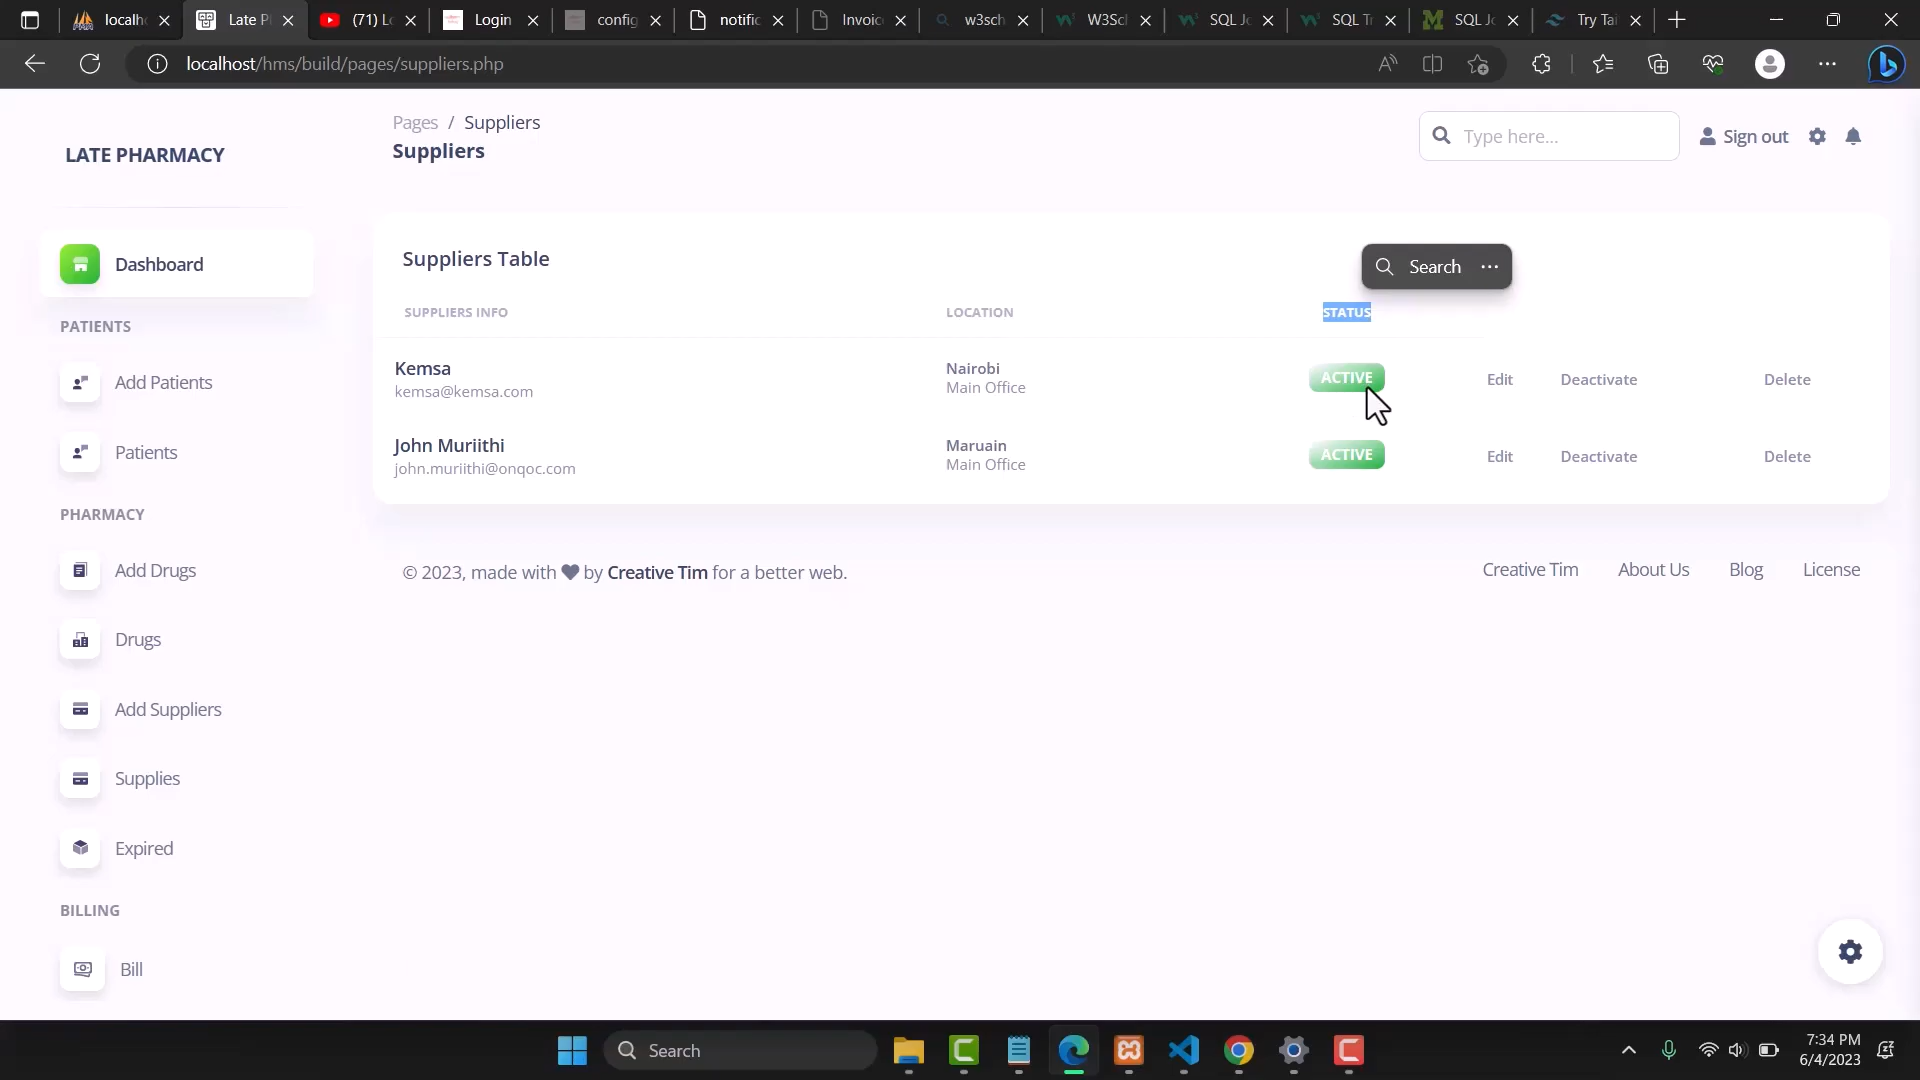 localh
Late P
(71) L
Login
config
notific
Invoic
w3sch
W3Sc
SQL Jo
SQL Tr
SQL Jo
Try Tai
localhost/hms/build/pages/suppliers.php
LATE PHARMACY
Pages / Suppliers
Suppliers
Type here...
Sign out
Dashboard
PATIENTS
Add Patients
Patients
PHARMACY
Add Drugs
Drugs
Add Suppliers
Supplies
Expired
BILLING
Bill
Suppliers Table
Search
SUPPLIERS INFO LOCATION STATUS
Kemsa Nairobi ACTIVE Edit Deactivate Delete
kemsa@kemsa.com Main Office
John Muriithi Maruain ACTIVE Edit Deactivate Delete
john.muriithi@onqoc.com Main Office
© 2023, made with by Creative Tim for a better web.
Creative Tim About Us Blog License
Search
7:34 PM
6/4/2023